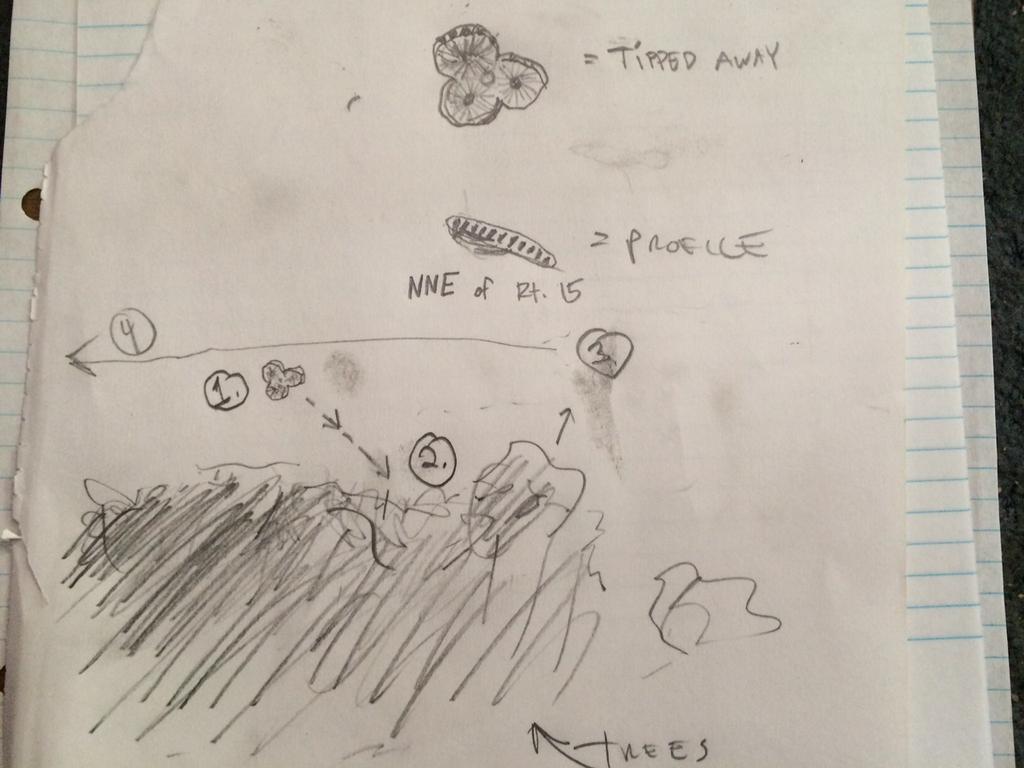 = TIPPED AWAY
= PROFILE
NNE of Rt. 15
4
1.
3.
2.
TREES